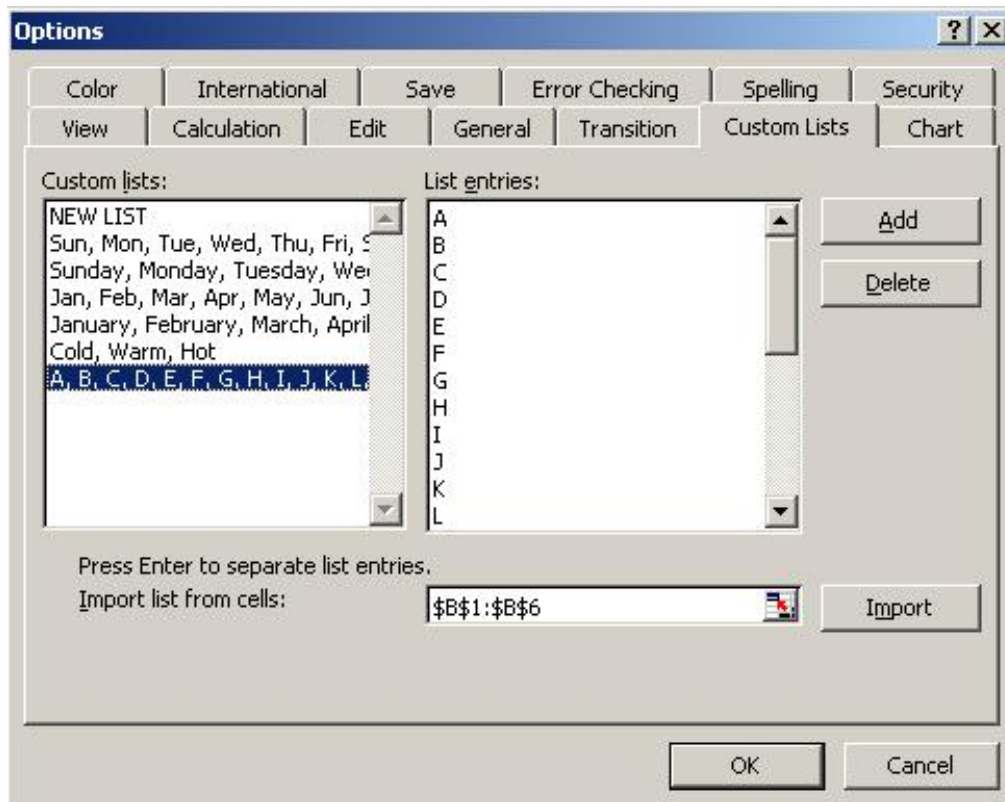 Options
Color International Save Error Checking Spelling Security
View Calculation Edit General Transition Custom Lists Chart
Custom lists:
NEW LIST
Sun, Mon, Tue, Wed, Thu, Fri, S
Sunday, Monday, Tuesday, We
Jan, Feb, Mar, Apr, May, Jun, J
January, February, March, April
Cold, Warm, Hot
A, B, C, D, E, F, G, H, I, J, K, L,
List entries:
A
B
C
D
E
F
G
H
I
J
K
L
Add
Delete
Press Enter to separate list entries.
Import list from cells:
$B$1:$B$6
Import
OK Cancel